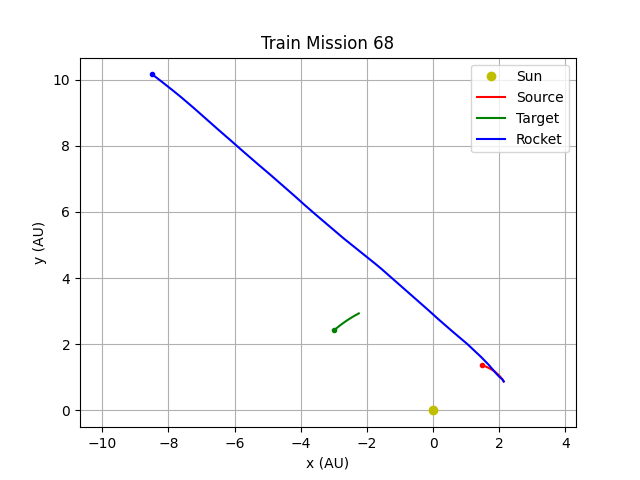 Train Mission 68
Sun
Source
Target
Rocket
y (AU)
10
8
6
4
2
0
−10
−8
−6
−4
−2
0
2
4
x (AU)